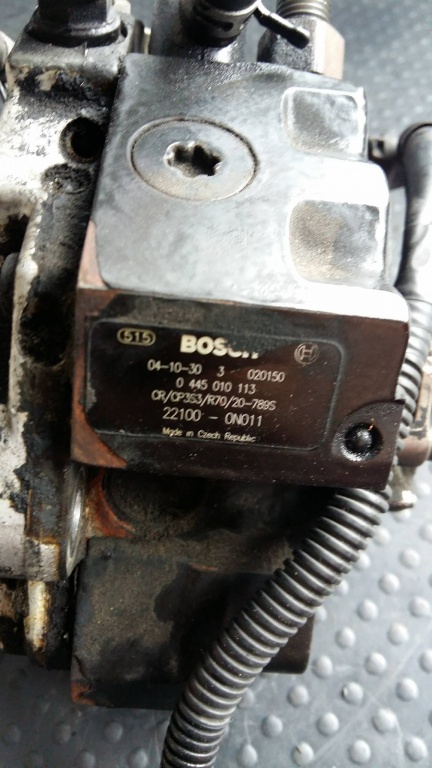 515 BOSCH
04-10-30 3 020150
0 445 010 113
CR/CP3S3/R70/20-789S
22100 - 0N011
Made in Czech Republic